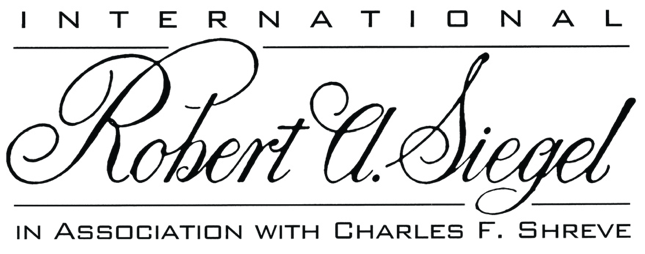 INTERNATIONAL
Robert A. Siegel
IN ASSOCIATION WITH CHARLES F. SHREVE